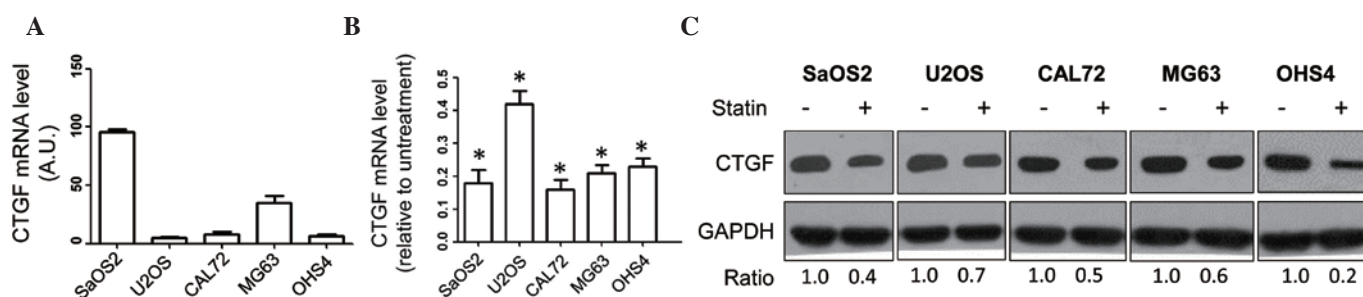 A
CTGF mRNA level
(A.U.)
150
100
50
0
SaOS2
U2OS
CAL72
MG63
OHS4
B
CTGF mRNA level
(relative to untreatment)
0.5
0.4
0.3
0.2
0.1
0.0
* * * * *
SaOS2
U2OS
CAL72
MG63
OHS4
C
SaOS2 U2OS CAL72 MG63 OHS4
Statin - + - + - + - + - +
CTGF
GAPDH
Ratio 1.0 0.4 1.0 0.7 1.0 0.5 1.0 0.6 1.0 0.2